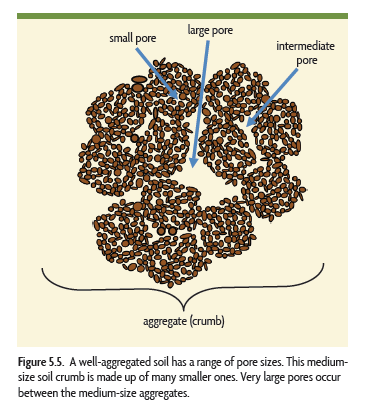 large pore
small pore
intermediate
pore
aggregate (crumb)
Figure 5.5. A well-aggregated soil has a range of pore sizes. This medium-
size soil crumb is made up of many smaller ones. Very large pores occur
between the medium-size aggregates.